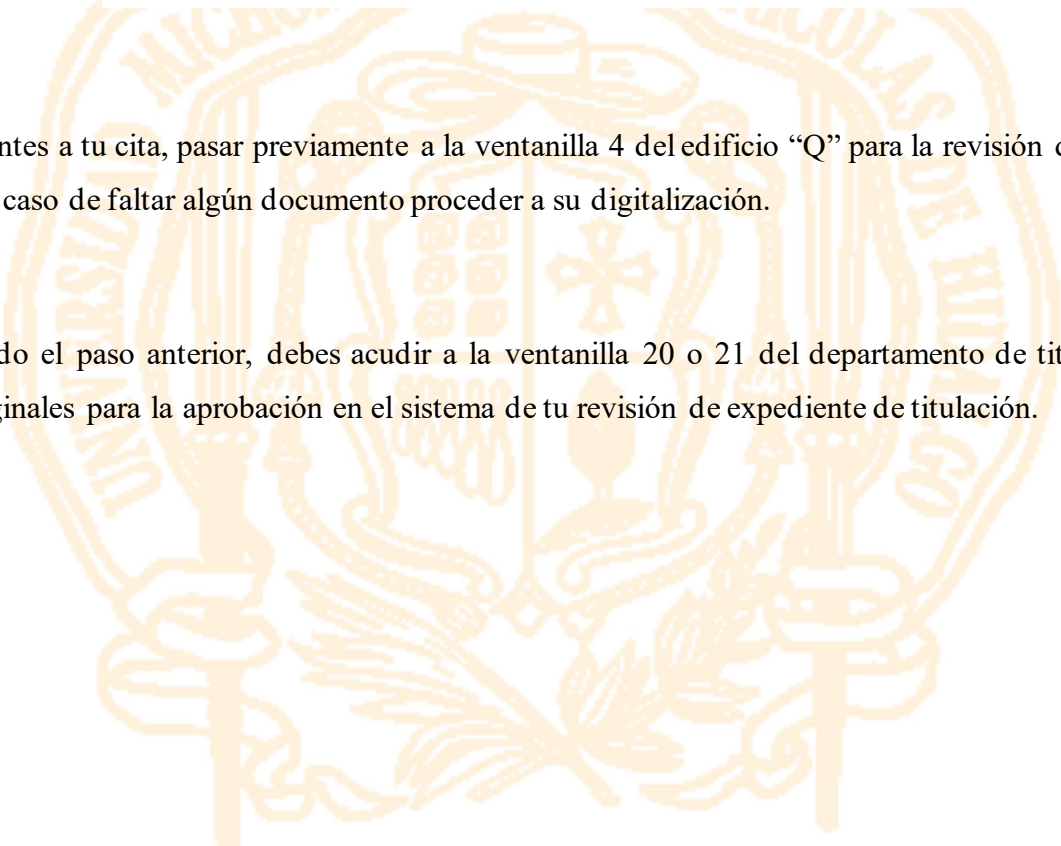 ntes a tu cita, pasar previamente a la ventanilla 4 del edificio “Q” para la revisión
caso de faltar algún documento proceder a su digitalización.
do el paso anterior, debes acudir a la ventanilla 20 o 21 del departamento de tit
ginales para la aprobación en el sistema de tu revisión de expediente de titulación.